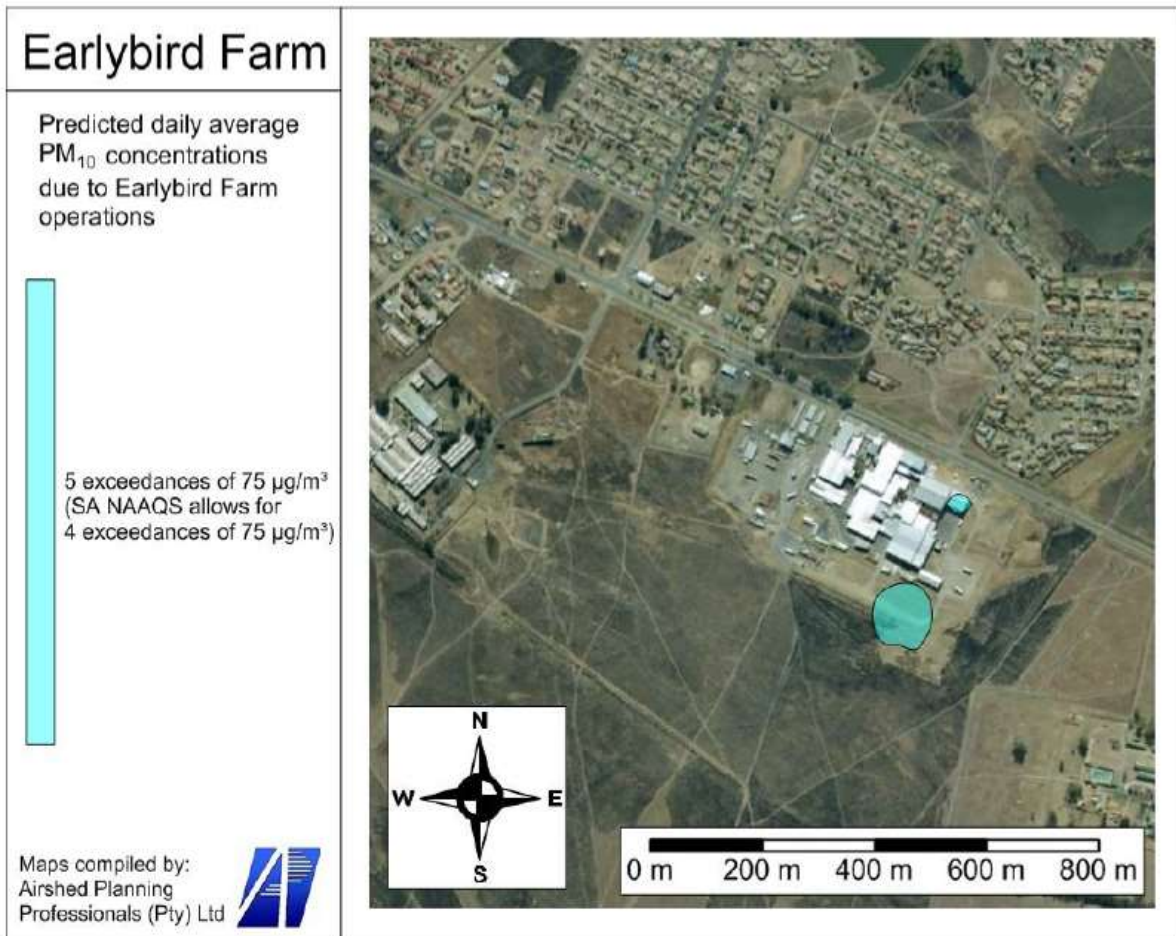 Earlybird Farm
Predicted daily average
PM₁₀ concentrations
due to Earlybird Farm
operations
5 exceedances of 75 µg/m³
(SA NAAQS allows for
4 exceedances of 75 µg/m³)
Maps compiled by:
Airshed Planning
Professionals (Pty) Ltd
N
W E
S
0 m 200 m 400 m 600 m 800 m